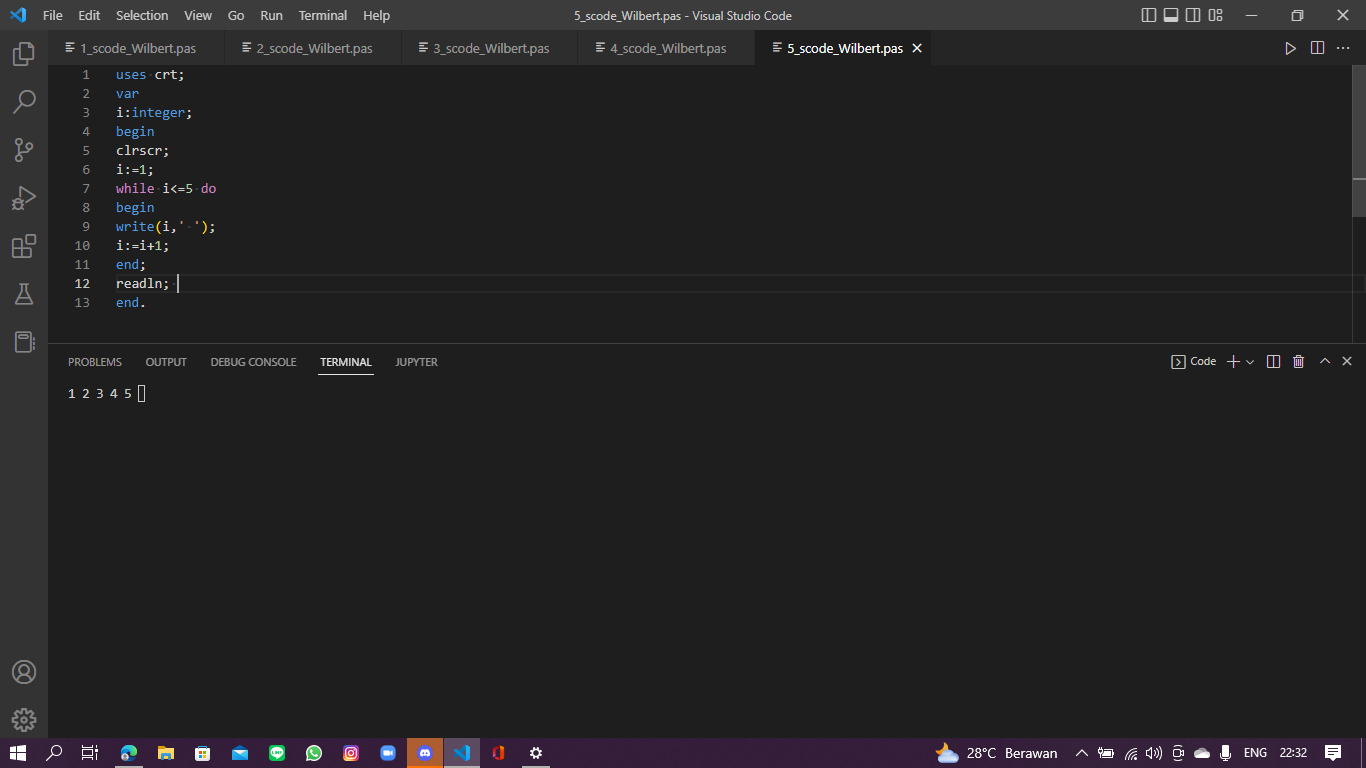 File Edit Selection View Go Run Terminal Help 5_scode_Wilbert.pas - Visual Studio Code
1_scode_Wilbert.pas 2_scode_Wilbert.pas 3_scode_Wilbert.pas 4_scode_Wilbert.pas 5_scode_Wilbert.pas
1 uses crt;
2 var
3 i:integer;
4 begin
5 clrscr;
6 i:=1;
7 while i<=5 do
8 begin
9 write(i,' ');
10 i:=i+1;
11 end;
12 readln;
13 end.
PROBLEMS OUTPUT DEBUG CONSOLE TERMINAL JUPYTER Code
1 2 3 4 5
28°C Berawan ENG 22:32